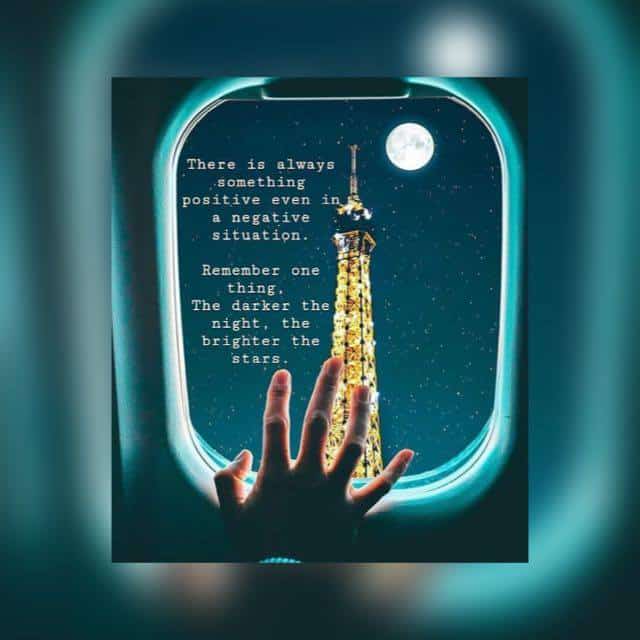 There is always
something
positive even in
a negative
situation.
Remember one
thing,
The darker the
night, the
brighter the
stars.